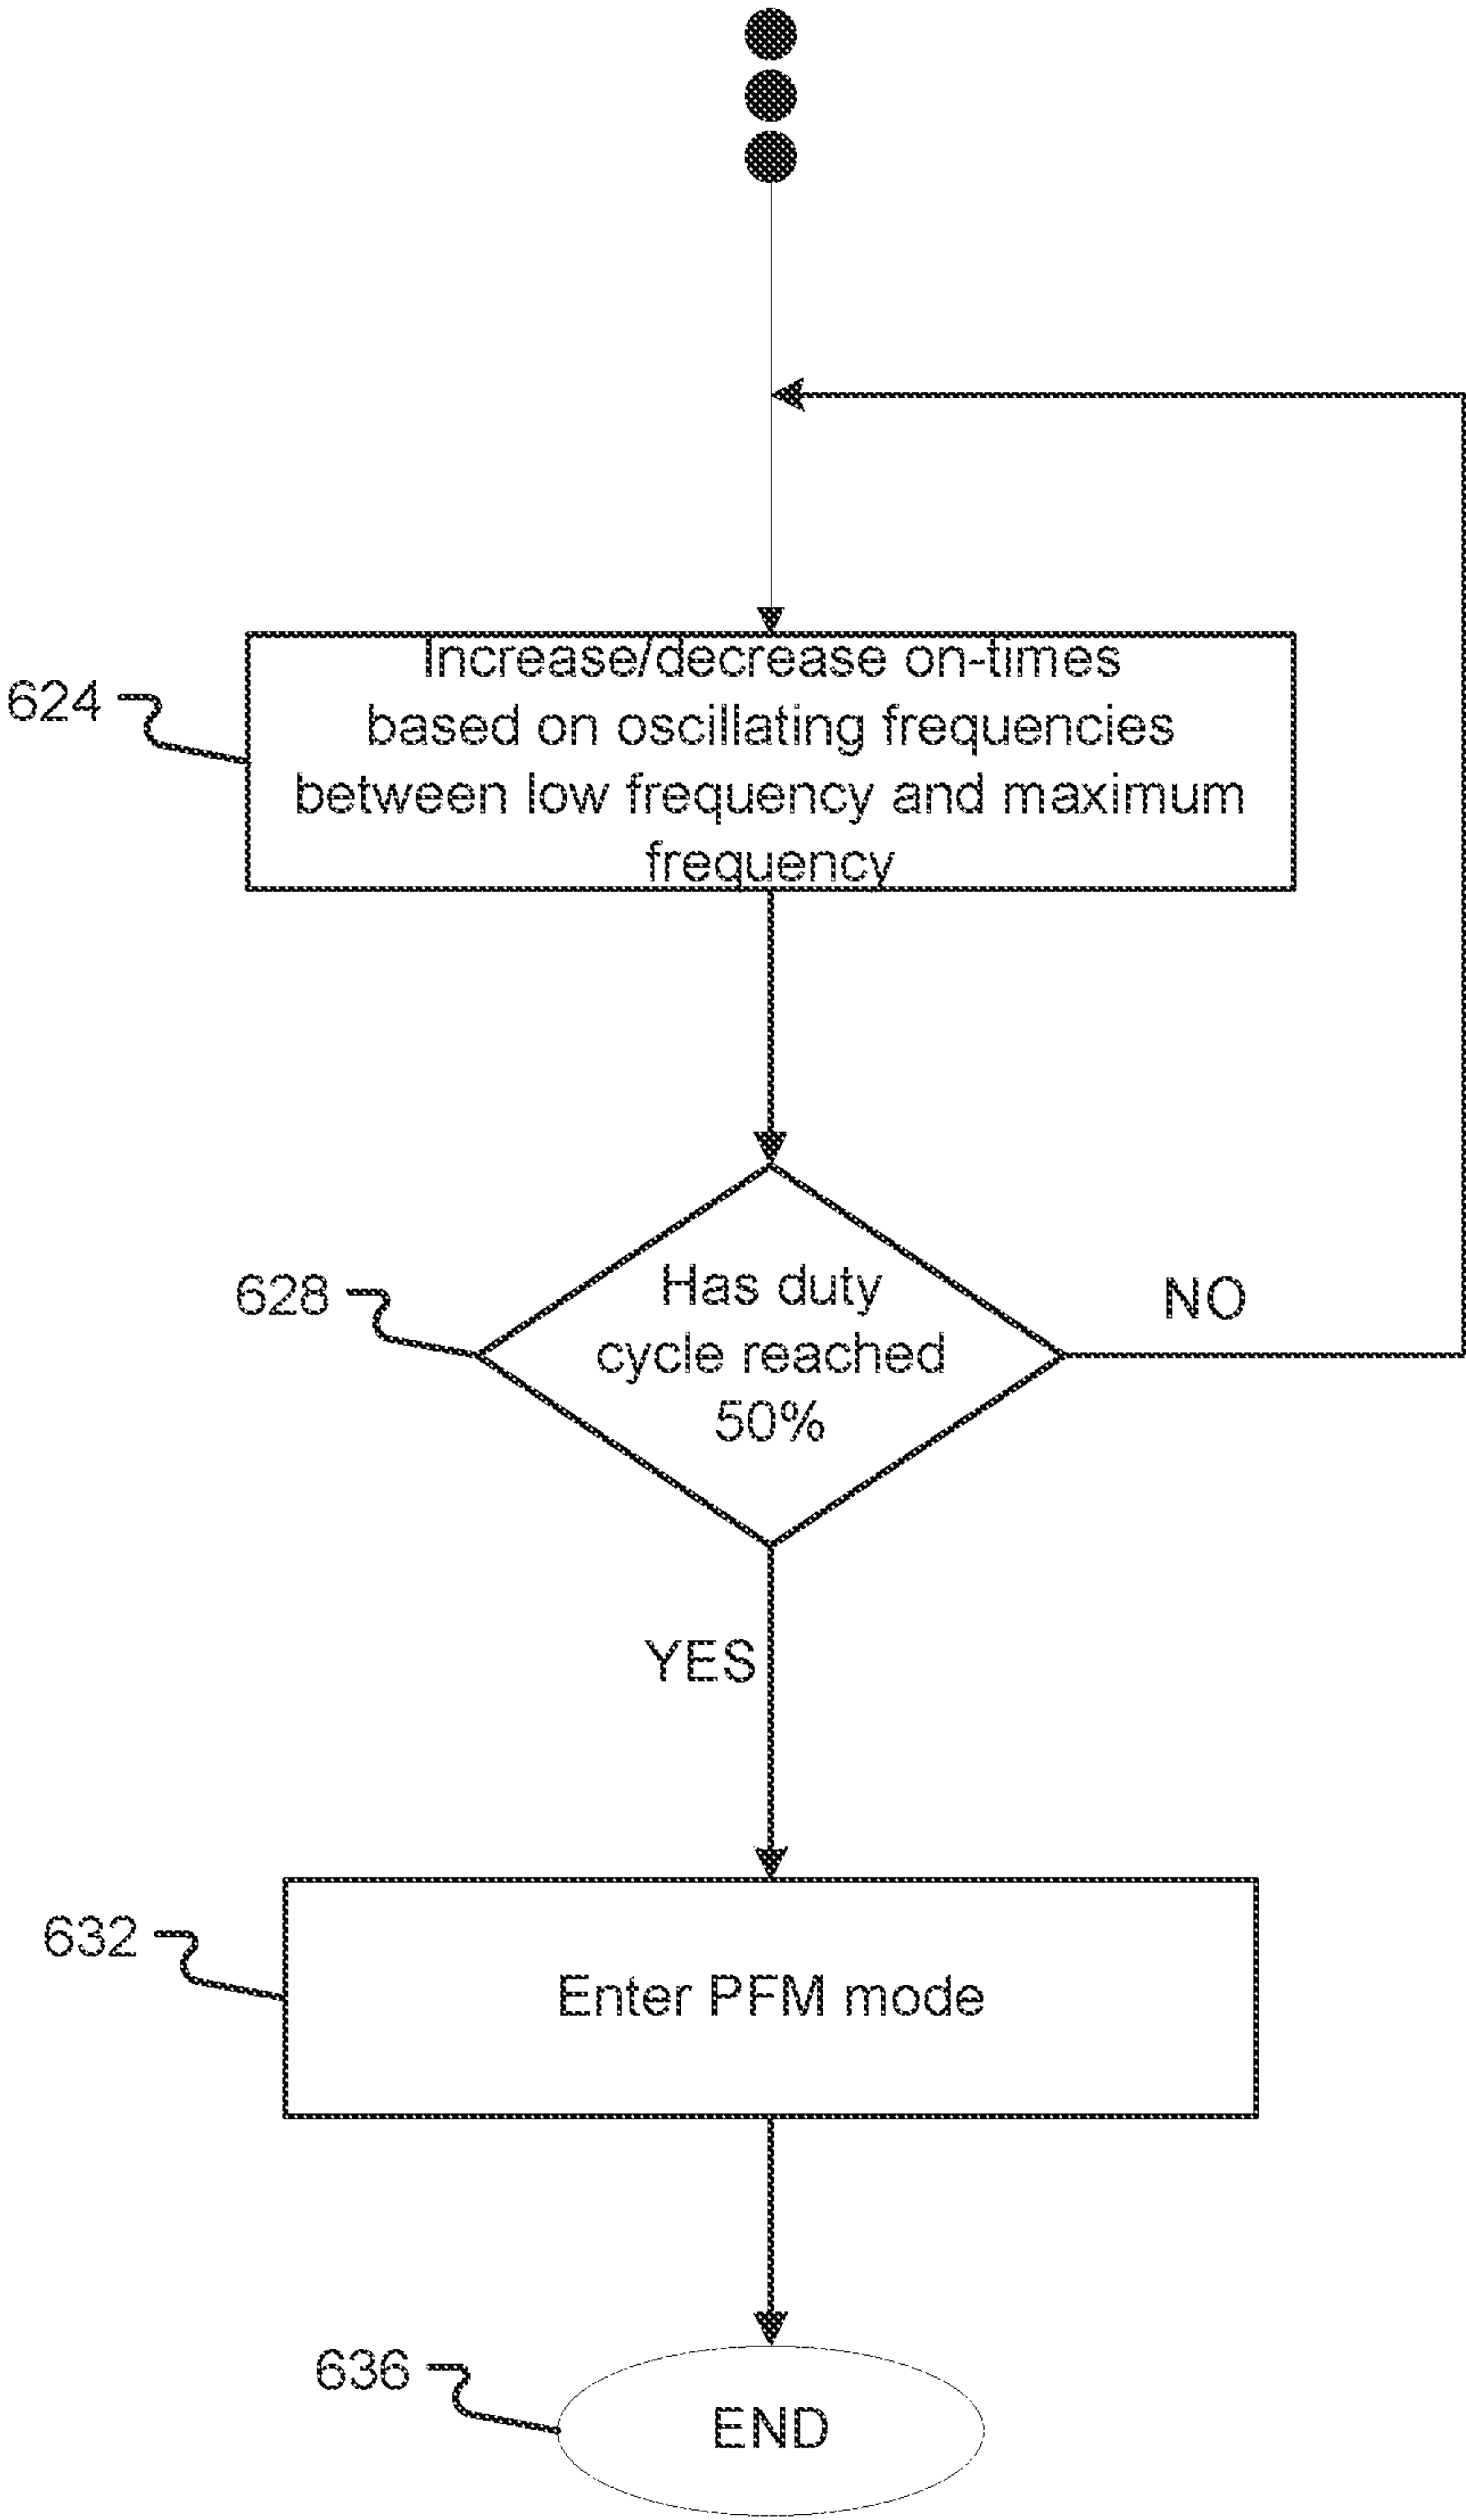 624
Increase/decrease on-times
based on oscillating frequencies
between low frequency and maximum
frequency
628
Has duty
cycle reached
50%
NO
YES
632
Enter PFM mode
636
END